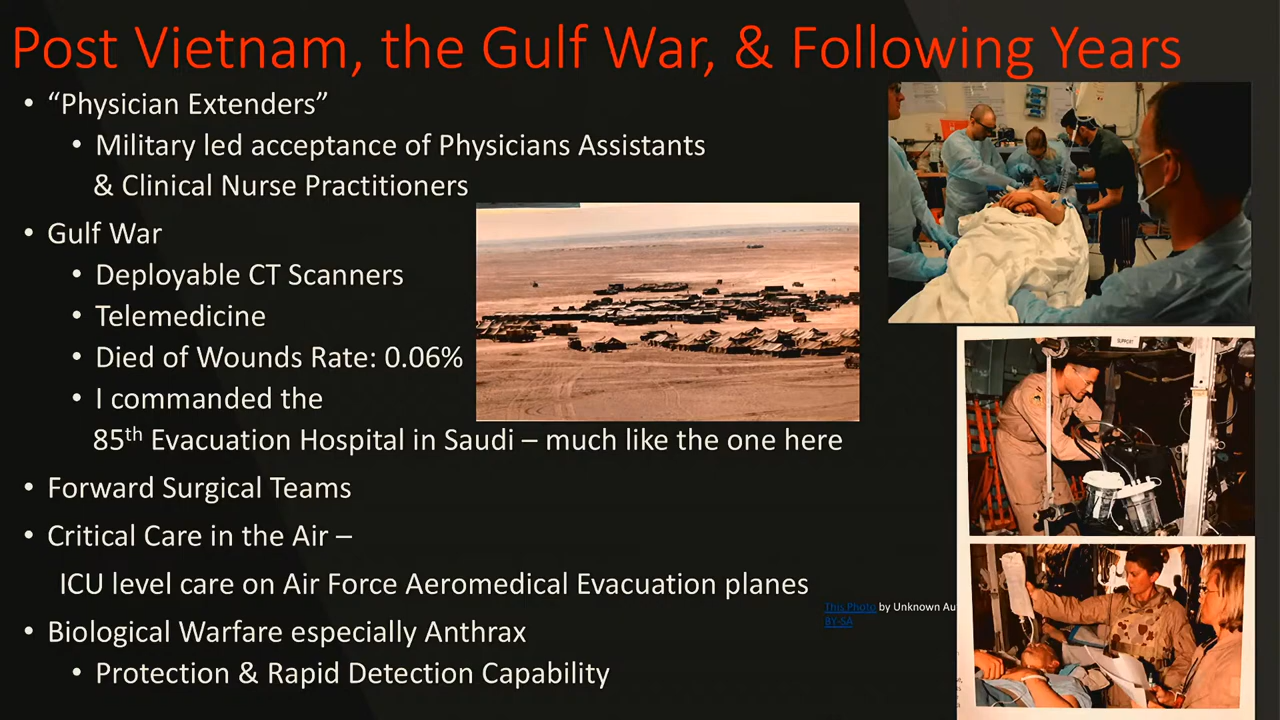 Post Vietnam, the Gulf War, & Following Years
• “Physician Extenders”
• Military led acceptance of Physicians Assistants
& Clinical Nurse Practitioners
• Gulf War
• Deployable CT Scanners
• Telemedicine
• Died of Wounds Rate: 0.06%
• I commanded the
85th Evacuation Hospital in Saudi – much like the one here
• Forward Surgical Teams
• Critical Care in the Air –
ICU level care on Air Force Aeromedical Evacuation planes
• Biological Warfare especially Anthrax
• Protection & Rapid Detection Capability
SUPPORT
This Photo by Unknown Au
BY-SA